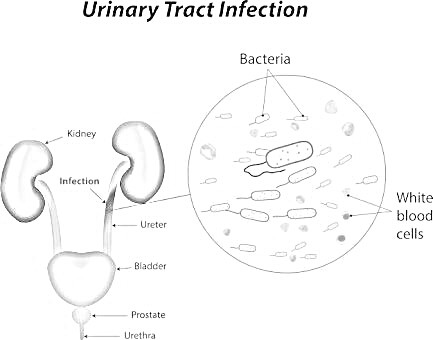 Urinary Tract Infection
Bacteria
Kidney
Infection
White
blood
cells
Ureter
Bladder
Prostate
Urethra